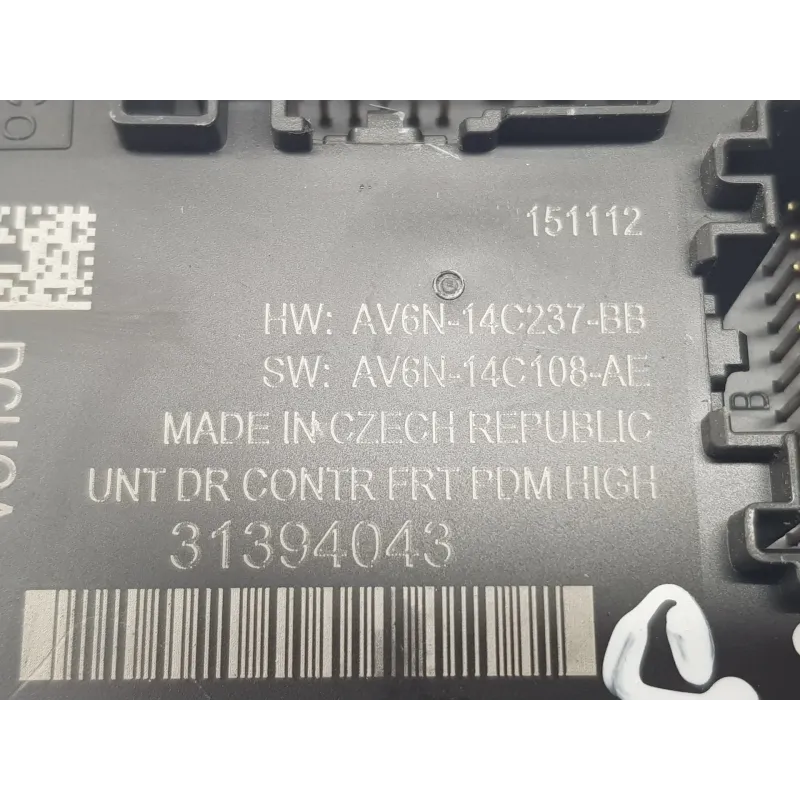 151112
HW: AV6N-14C237-BB
SW: AV6N-14C108-AE
MADE IN CZECH REPUBLIC
UNT DR CONTR FRT PDM HIGH
31394043
B